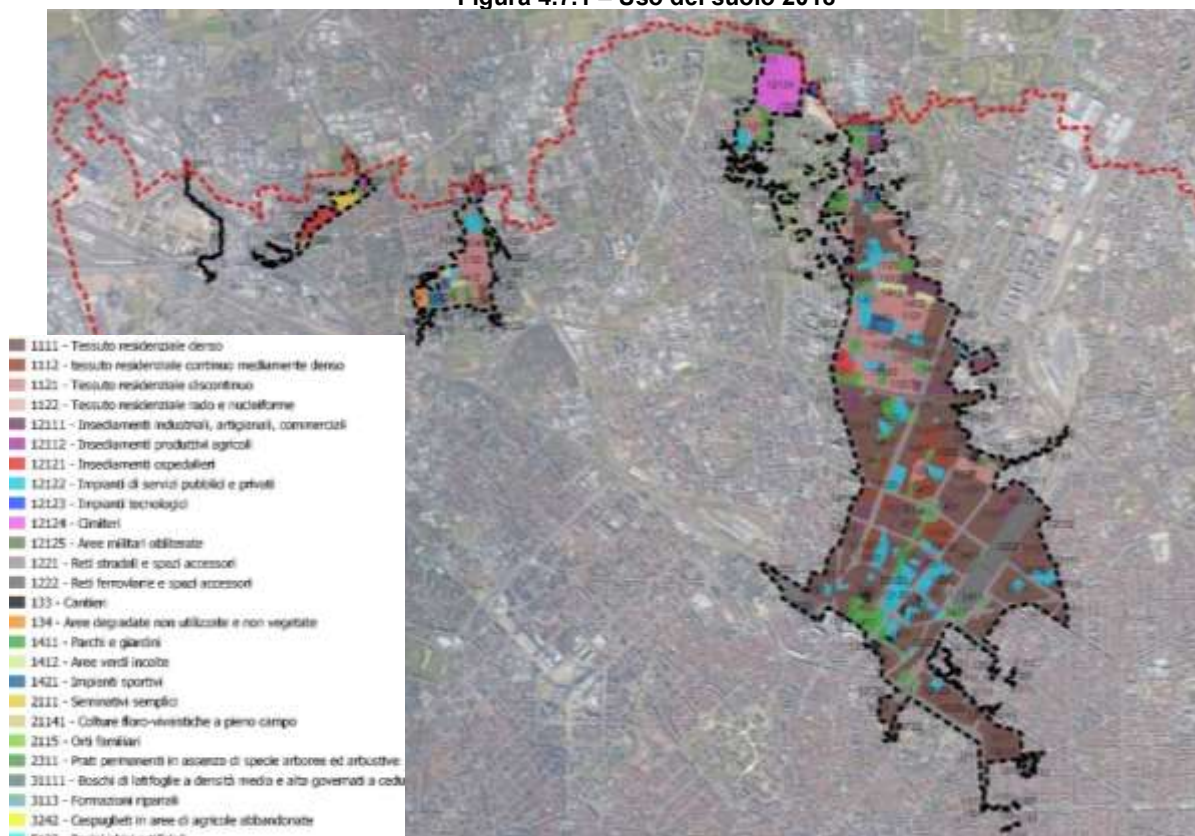 Figura 4.7.1 – Uso del suolo 2018
1111 - Tessuto residenziale denso
1112 - tessuto residenziale continuo mediamente denso
1121 - Tessuto residenziale discontinuo
1122 - Tessuto residenziale rado e nucleiforme
12111 - Insediamenti industriali, artigianali, commerciali
12112 - Insediamenti produttivi agricoli
12121 - Insediamenti ospedalieri
12122 - Impianti di servizi pubblici e privati
12123 - Impianti tecnologici
12124 - Cimiteri
12125 - Aree militari obliterate
1221 - Reti stradali e spazi accessori
1222 - Reti ferroviarie e spazi accessori
133 - Cantieri
134 - Aree degradate non utilizzate e non vegetate
1411 - Parchi e giardini
1412 - Aree verdi incolte
1421 - Impianti sportivi
2111 - Seminativi semplici
21141 - Colture floro-vivaistiche a pieno campo
2115 - Orti familiari
2311 - Prati permanenti in assenza di specie arboree ed arbustive
31111 - Boschi di latifoglie a densità media e alta governati a cedu
3113 - Formazioni ripariali
3242 - Cespuglieti in aree di agricole abbandonate
12124